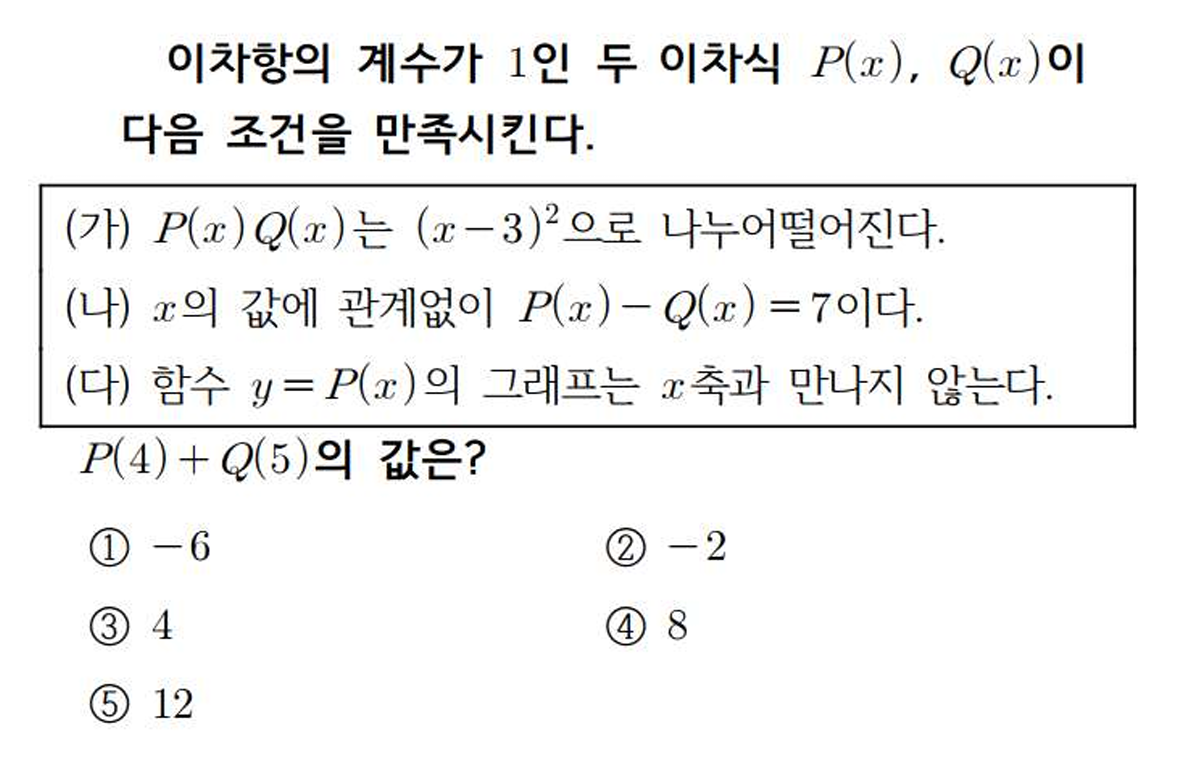 이차항의 계수가 1인 두 이차식 P(x), Q(x)이
다음 조건을 만족시킨다.
(가) P(x)Q(x)는 (x-3)²으로 나누어떨어진다.
(나) x의 값에 관계없이 P(x)-Q(x)=7이다.
(다) 함수 y=P(x)의 그래프는 x축과 만나지 않는다.
P(4)+Q(5)의 값은?
① -6 ② -2
③ 4 ④ 8
⑤ 12